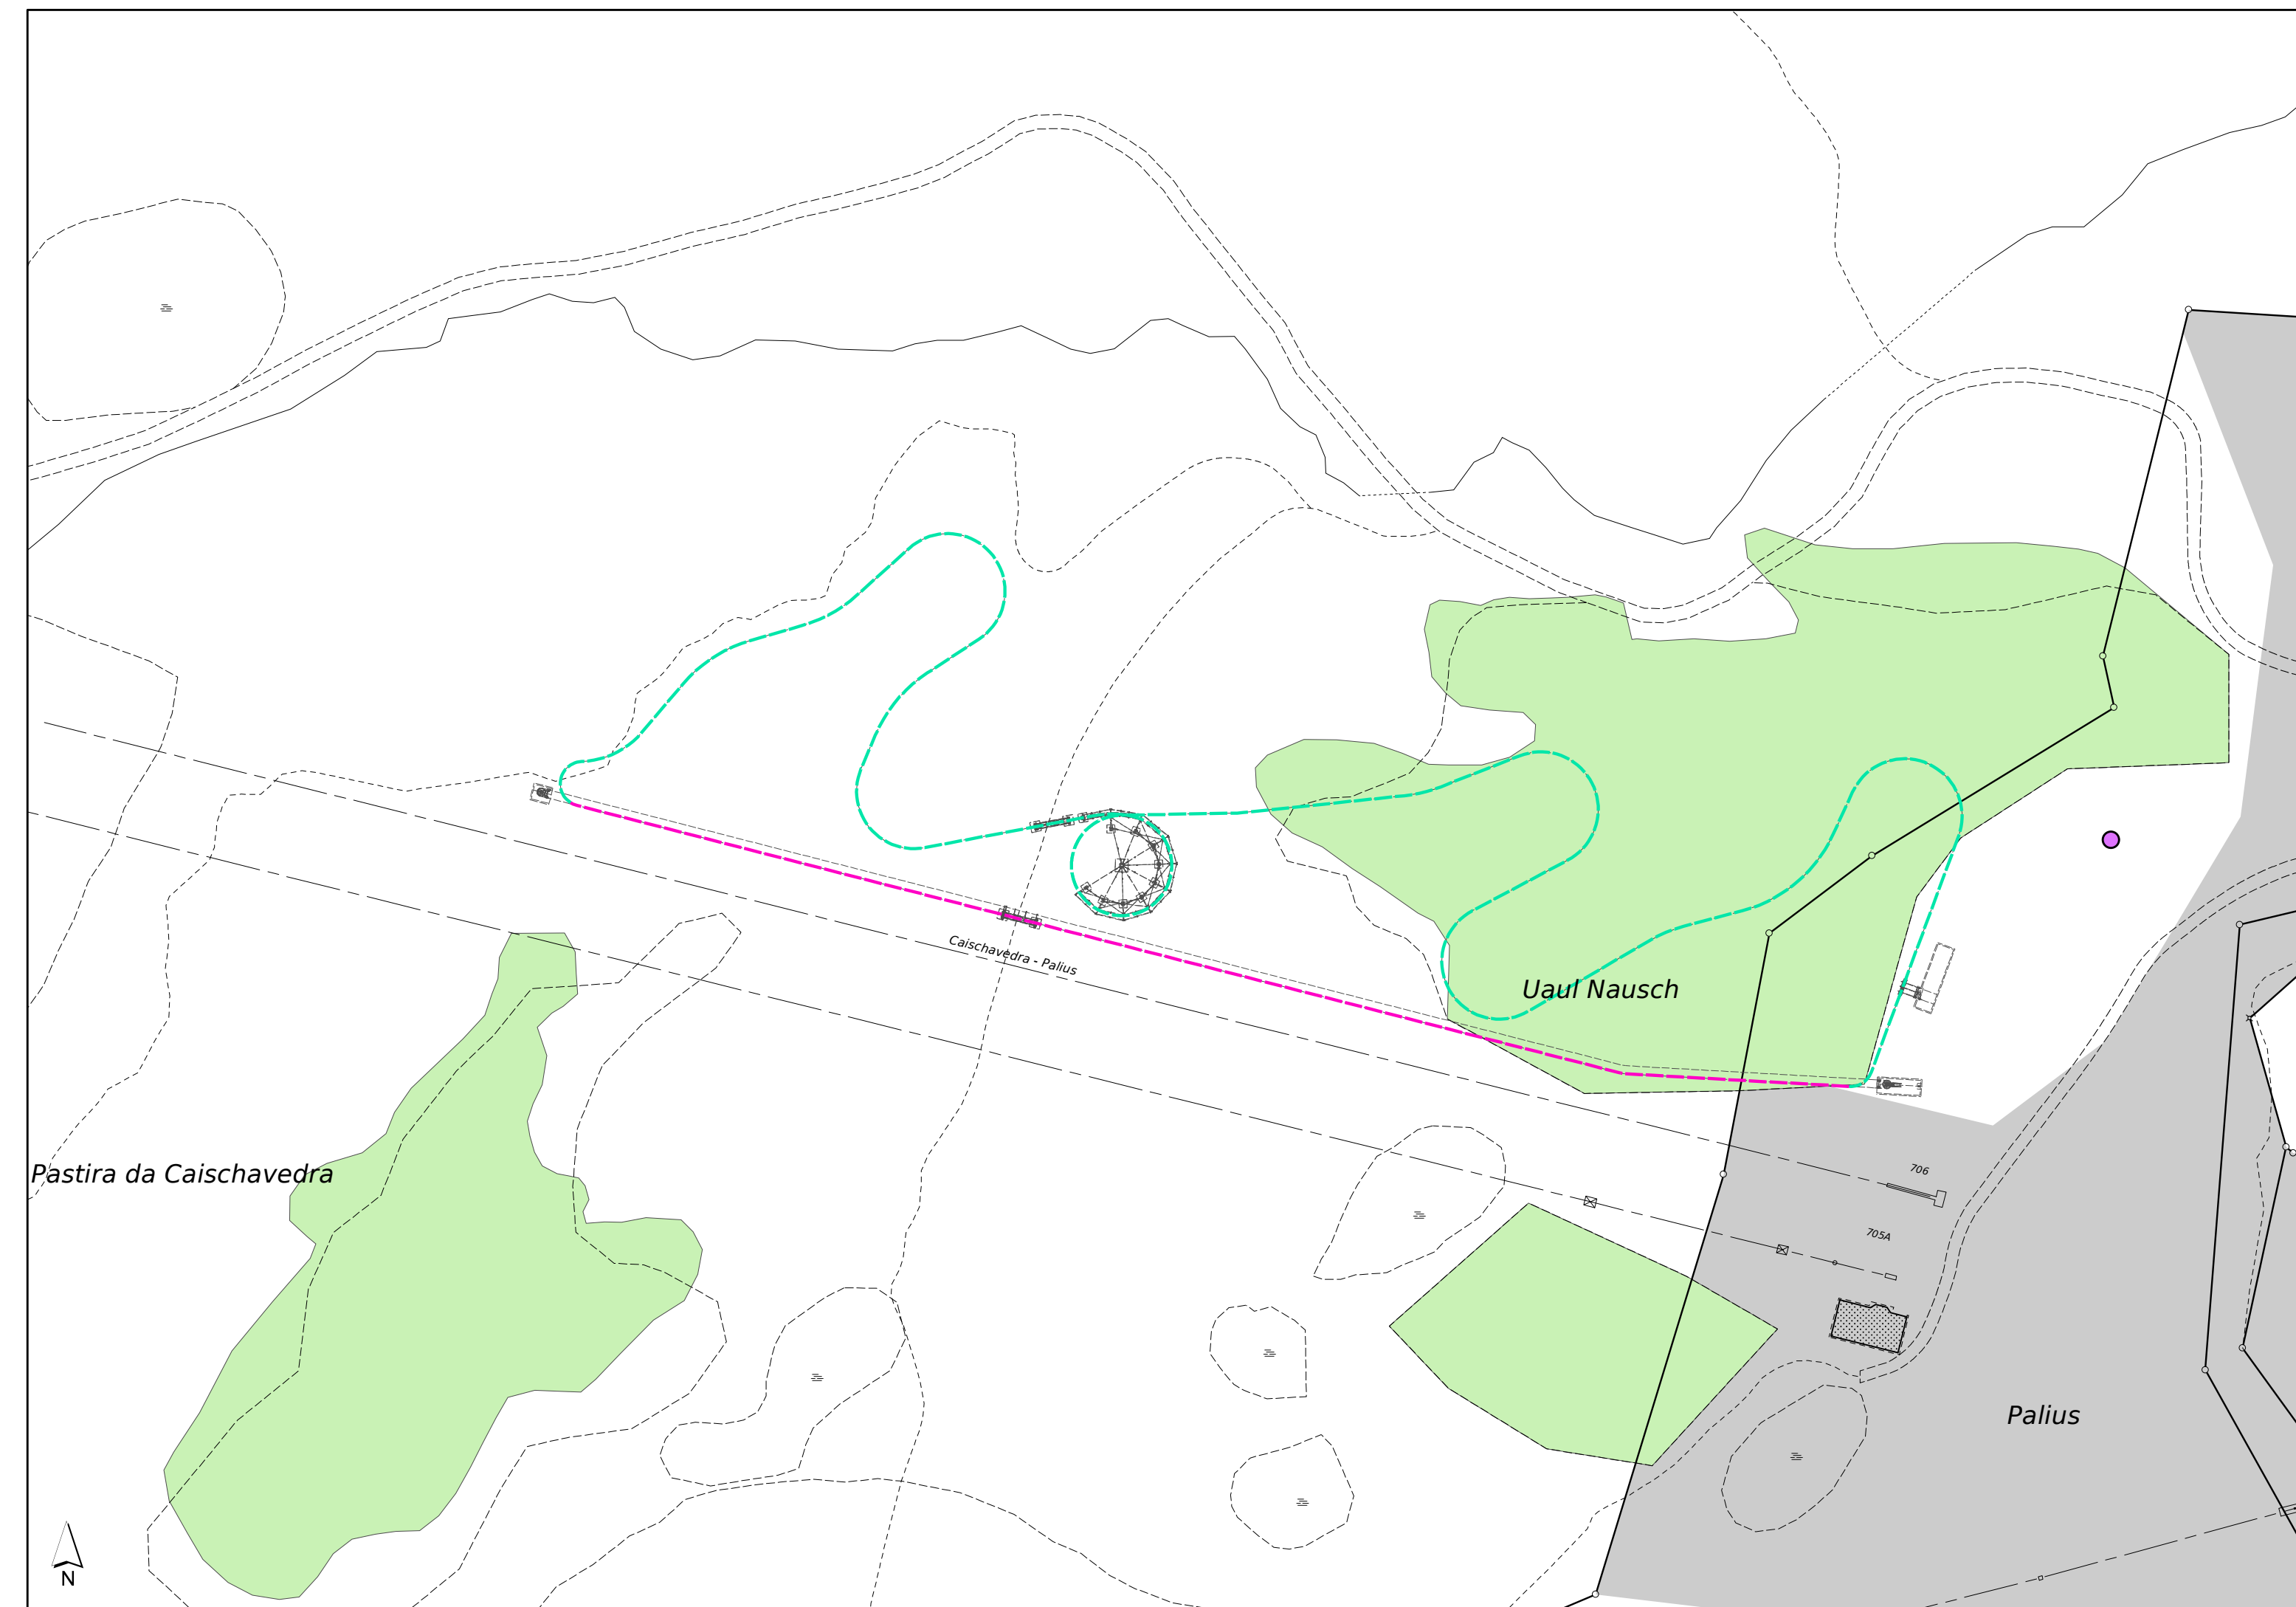 Caischavedra - Palius
Uaul Nausch
Pastira da Caischavedra
706
705A
Palius
N